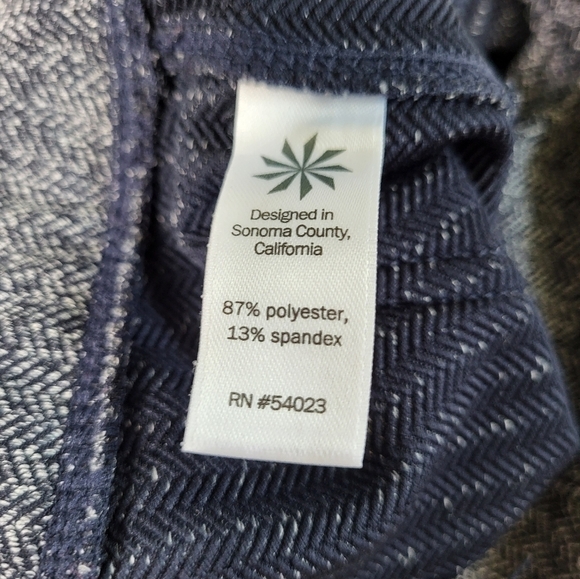 Designed in
Sonoma County,
California
87% polyester,
13% spandex
RN #54023